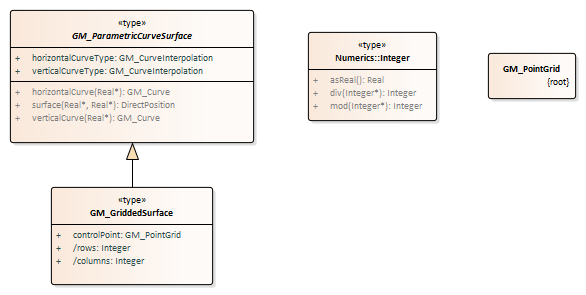 «type»
GM_ParametricCurveSurface
+ horizontalCurveType: GM_CurveInterpolation
+ verticalCurveType: GM_CurveInterpolation
+ horizontalCurve(Real*): GM_Curve
+ surface(Real*, Real*): DirectPosition
+ verticalCurve(Real*): GM_Curve
«type»
Numerics::Integer
+ asReal(): Real
+ div(Integer*): Integer
+ mod(Integer*): Integer
GM_PointGrid
{root}
«type»
GM_GriddedSurface
+ controlPoint: GM_PointGrid
+ /rows: Integer
+ /columns: Integer